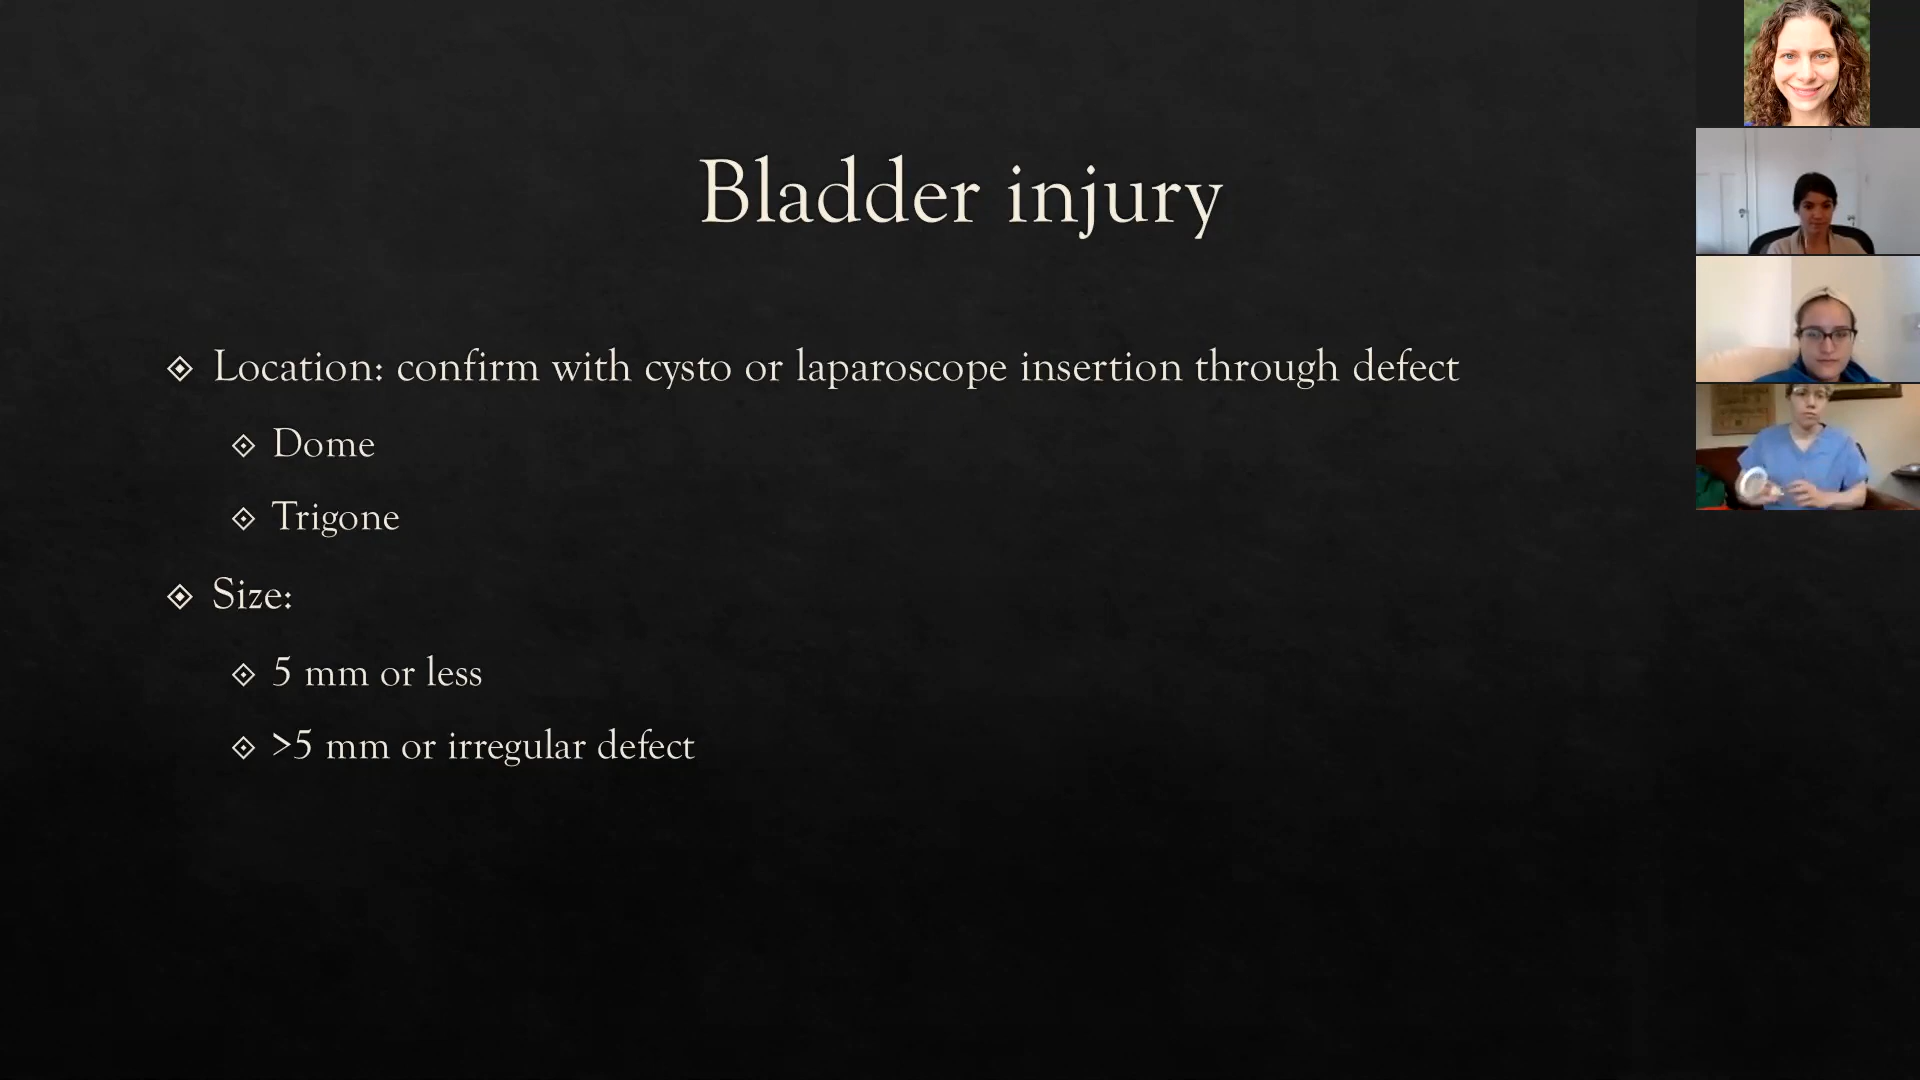 Bladder injury
Location: confirm with cysto or laparoscope insertion through defect
Dome
Trigone
Size:
5 mm or less
>5 mm or irregular defect